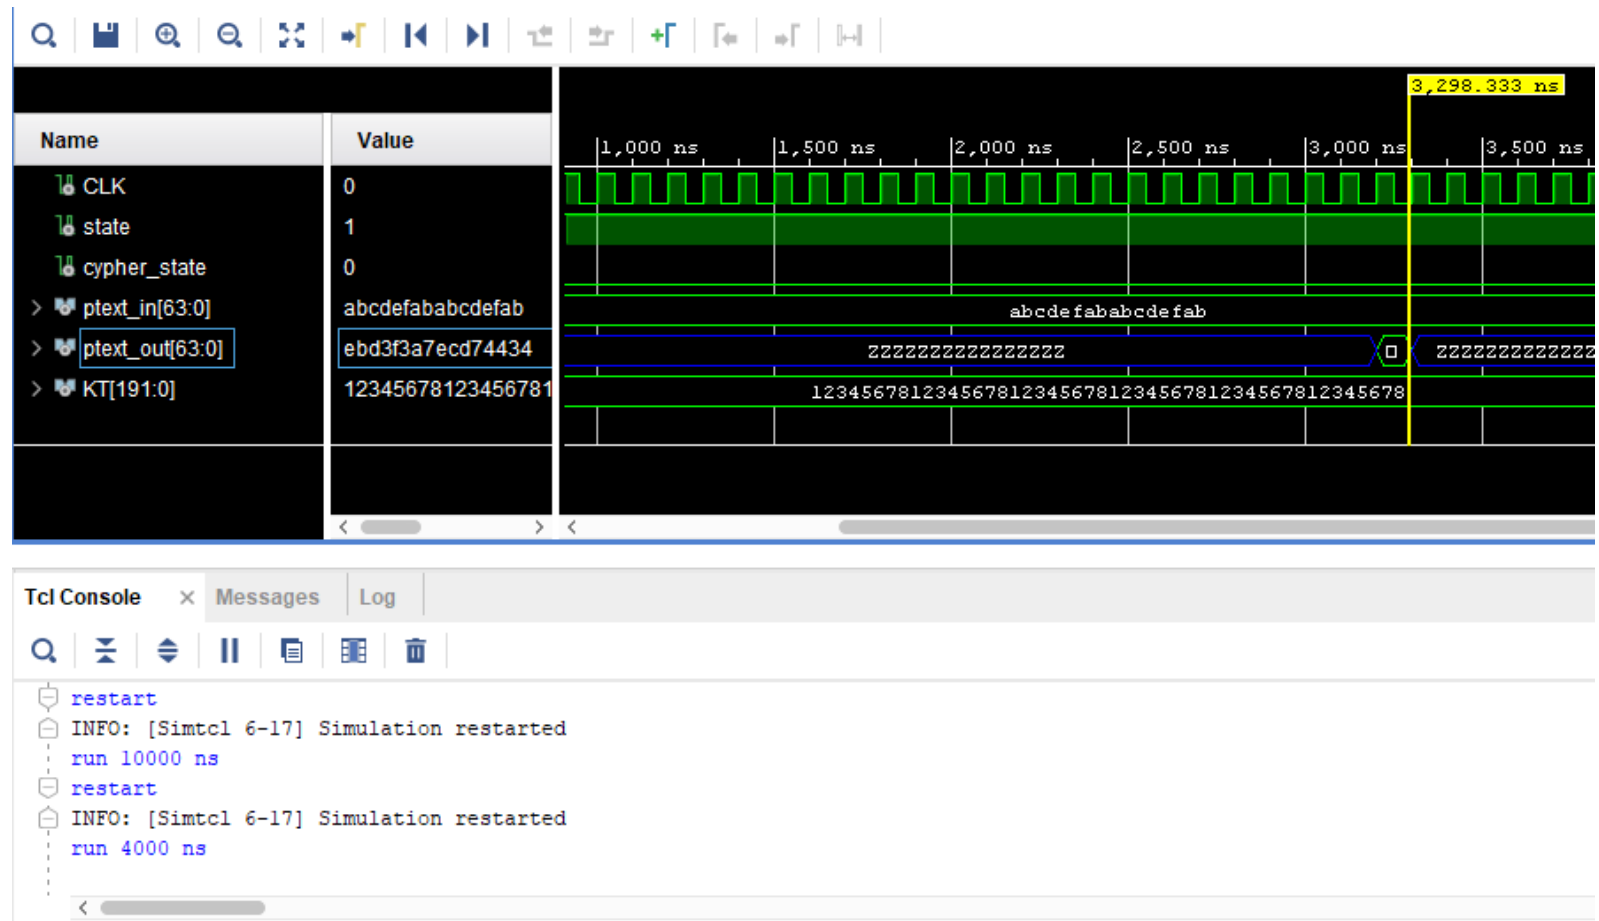 3,298.333 ns
Name Value
1,000 ns 1,500 ns 2,000 ns 2,500 ns 3,000 ns 3,500 ns
CLK 0
state 1
cypher_state 0
ptext_in[63:0] abcdefababcdefab abcdefababcdefab
ptext_out[63:0] ebd3f3a7ecd74434 ZZZZZZZZZZZZZZZZ ZZZZZZZZZZZZZ
KT[191:0] 12345678123456781 123456781234567812345678123456781234567812345678
Tcl Console Messages Log
restart
INFO: [Simtcl 6-17] Simulation restarted
run 10000 ns
restart
INFO: [Simtcl 6-17] Simulation restarted
run 4000 ns